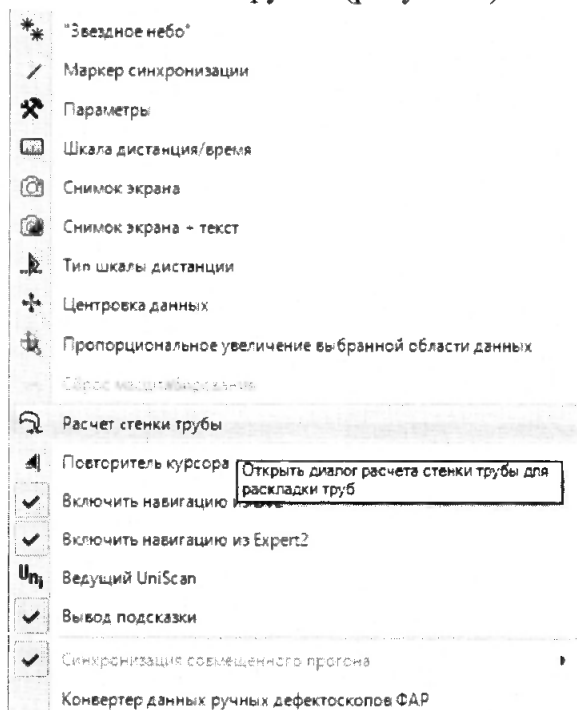 "Звездное небо"
Маркер синхронизации
Параметры
Шкала дистанция/время
Снимок экрана
Снимок экрана + текст
Тип шкалы дистанции
Центровка данных
Пропорциональное увеличение выбранной области данных
Сброс масштабирования
Расчет стенки трубы
Повторитель курсора
Открыть диалог расчета стенки трубы для
раскладки труб
Включить навигацию из
Включить навигацию из Expert2
Uni
Ведущий UniScan
Вывод подсказки
Синхронизация совмещенного прогона
Конвертер данных ручных дефектоскопов ФАР